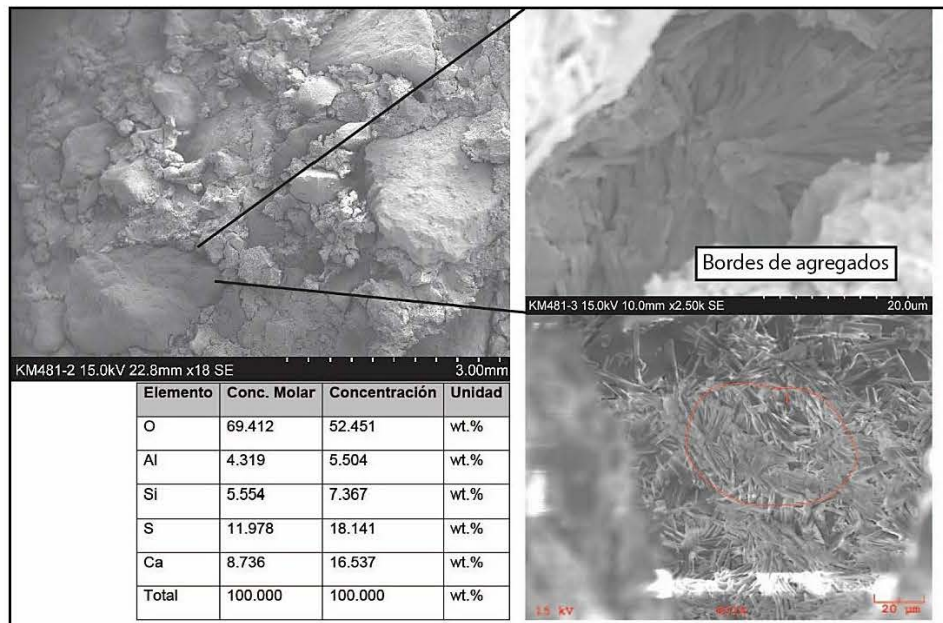 KM481-2 15.0kV 22.8mm x18 SE 3.00mm
Elemento Conc. Molar Concentración Unidad
O 69.412 52.451 wt.%
Al 4.319 5.504 wt.%
Si 5.554 7.367 wt.%
S 11.978 18.141 wt.%
Ca 8.736 16.537 wt.%
Total 100.000 100.000 wt.%
Bordes de agregados
KM481-3 15.0kV 10.0mm x2.50k SE 20.0um
15 kV
20 µm